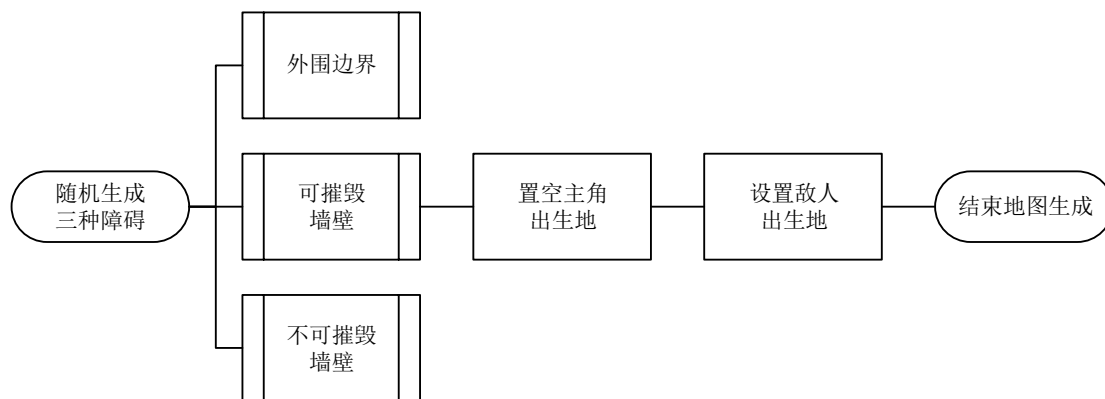 外围边界
随机生成
三种障碍
可摧毁
墙壁
置空主角
出生地
设置敌人
出生地
结束地图生成
不可摧毁
墙壁